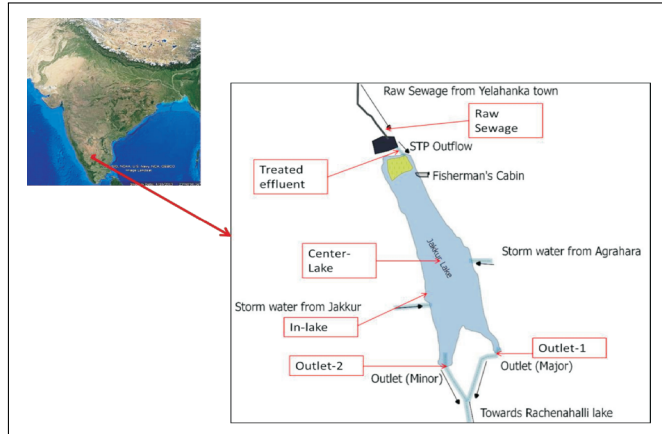 Raw Sewage from Yelahanka town
Raw
Sewage
STP Outflow
Treated
effluent
Fisherman's Cabin
Center-
Lake
Jakkur Lake
Storm water from Agrahara
Storm water from Jakkur
In-lake
Outlet-1
Outlet-2
Outlet (Major)
Outlet (Minor)
Towards Rachenahalli lake